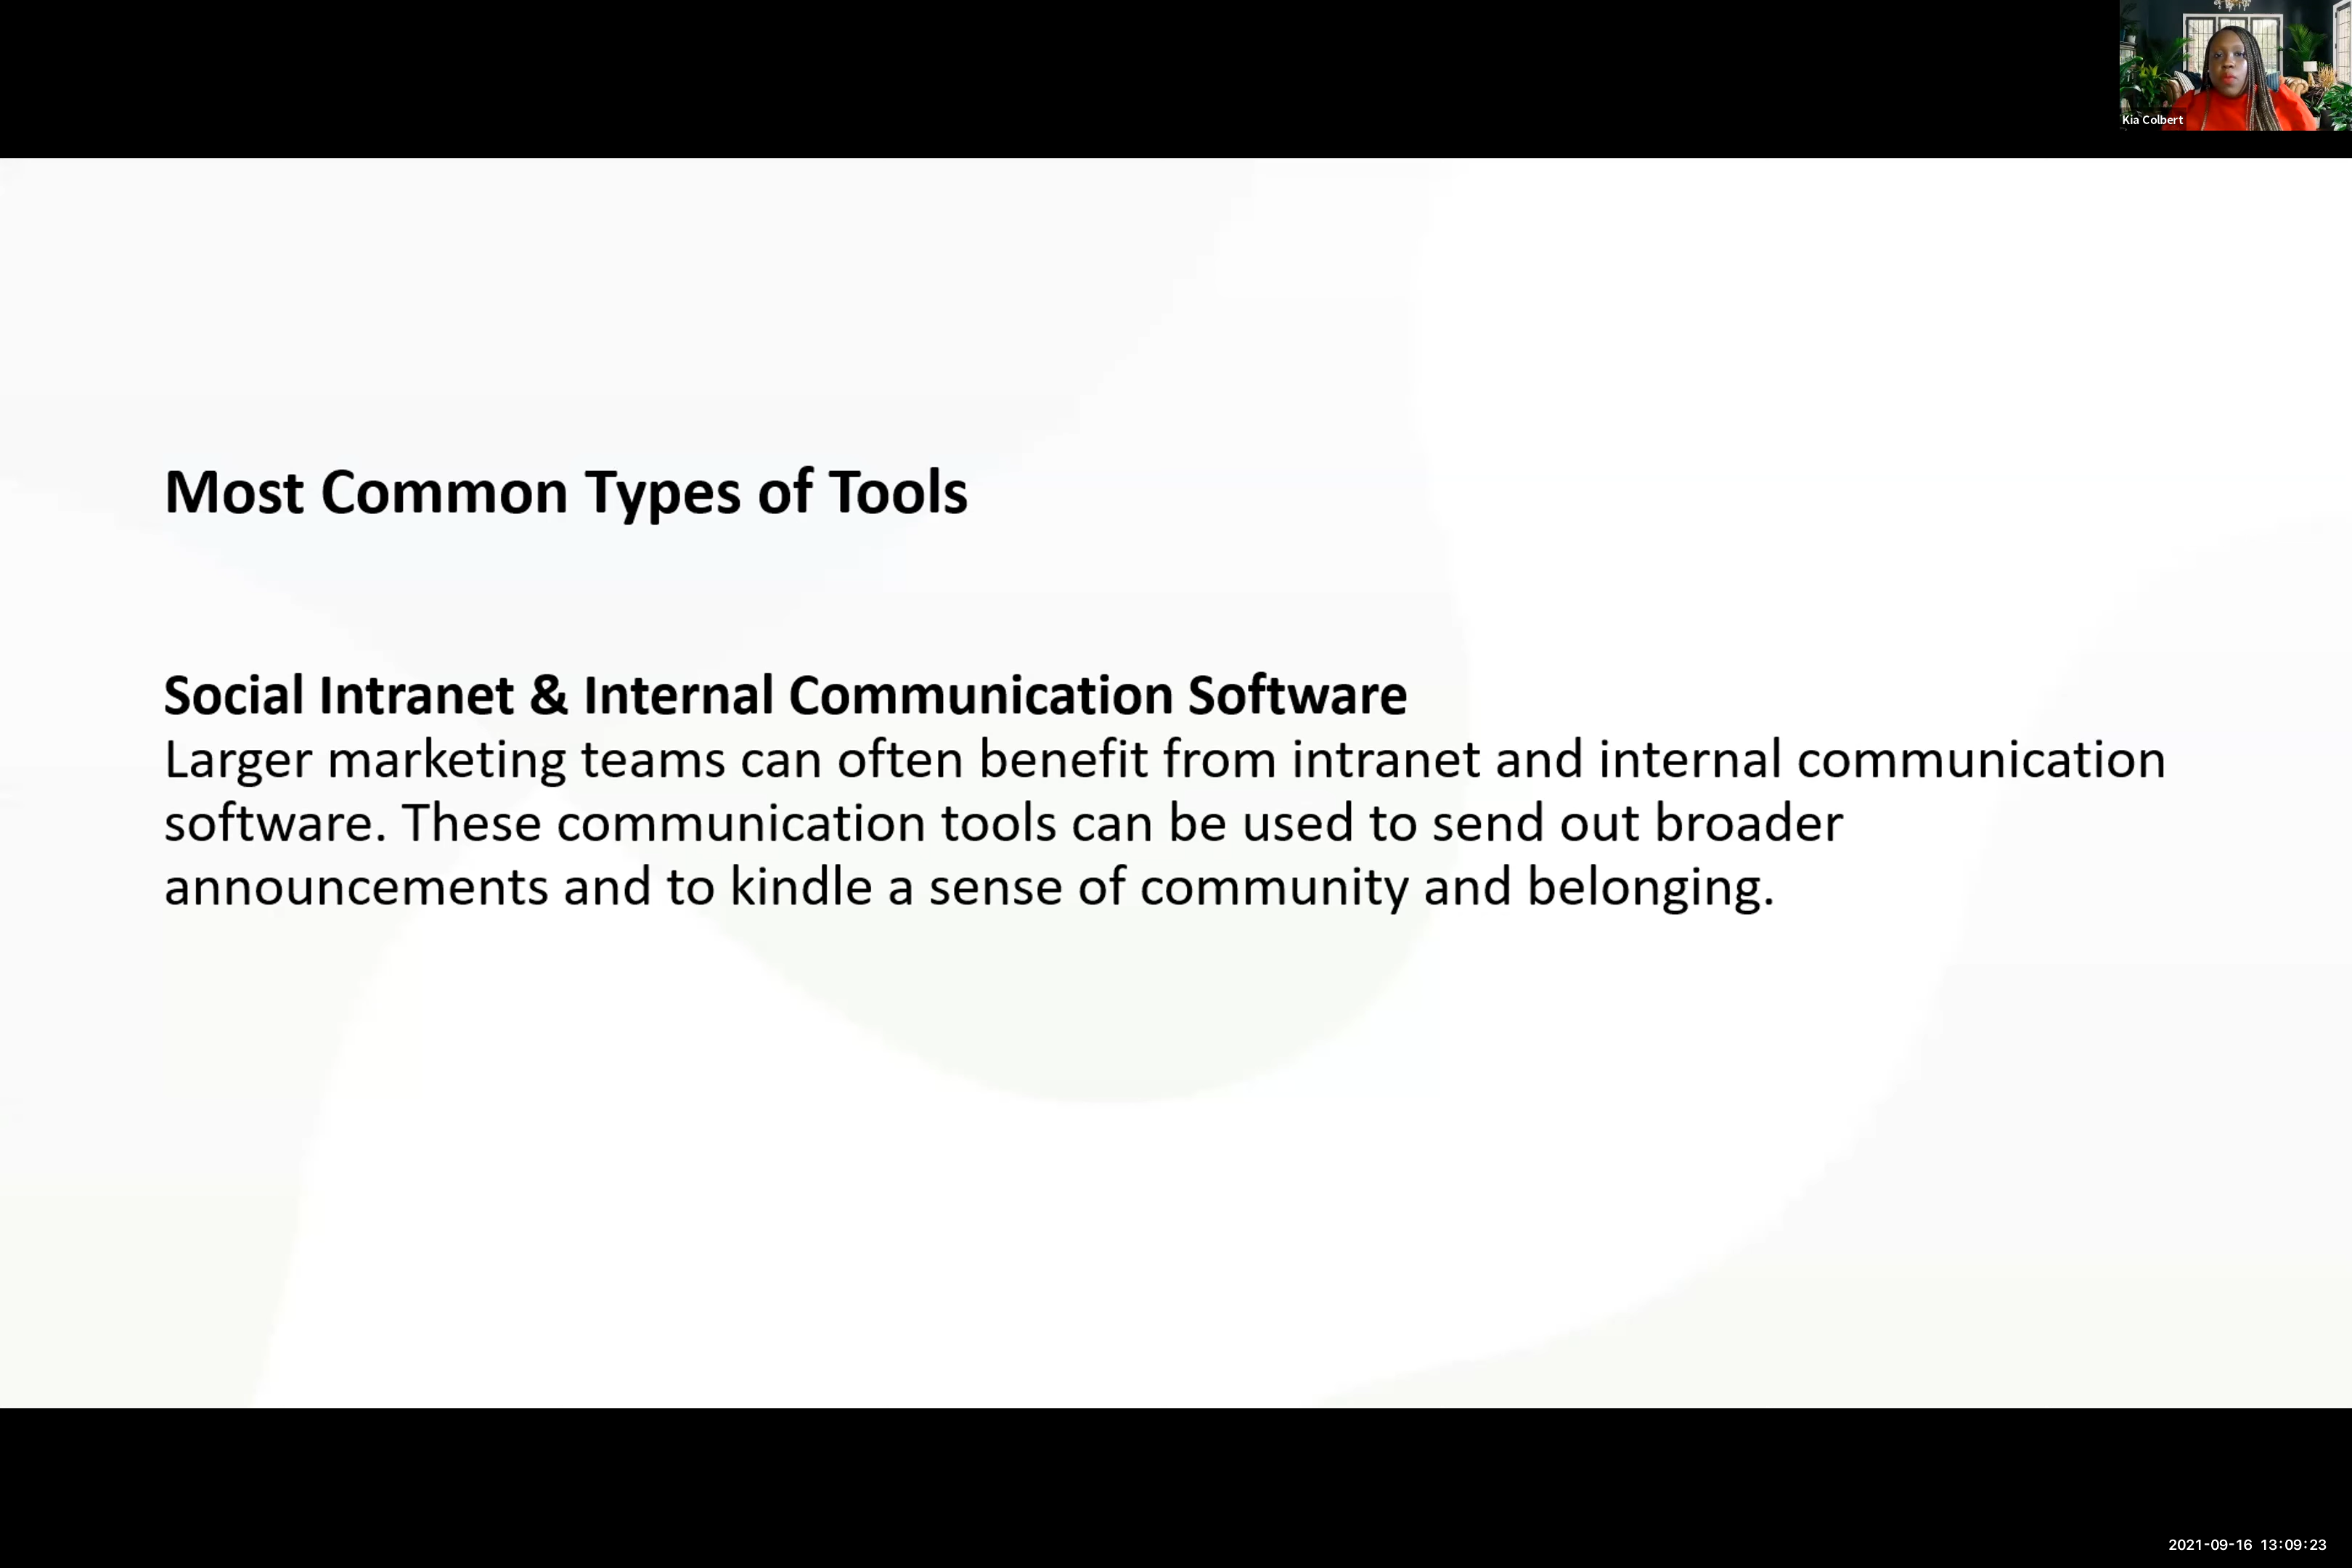 Kia Colbert
Most Common Types of Tools
Social Intranet & Internal Communication Software
Larger marketing teams can often benefit from intranet and internal communication
software. These communication tools can be used to send out broader
announcements and to kindle a sense of community and belonging.
2021-09-16 13:09:23